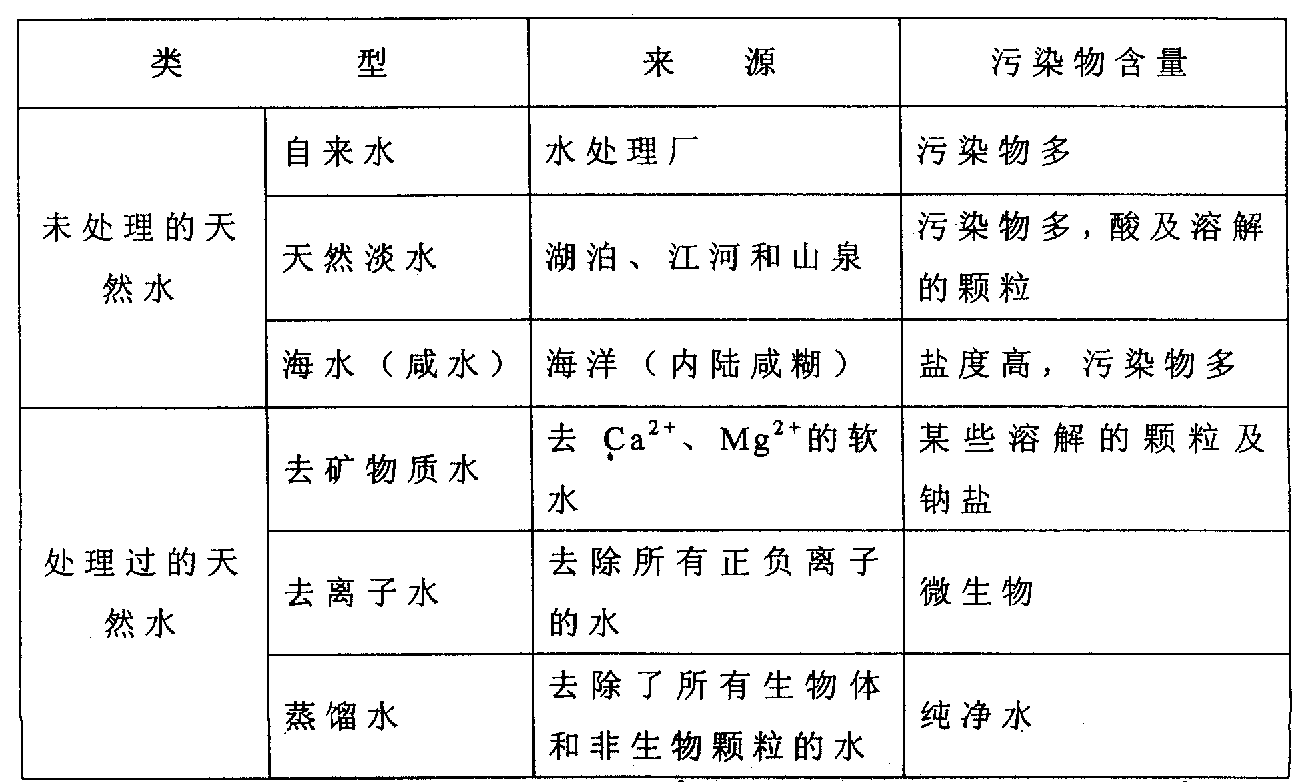 类 型 来 源 污染物含量
自来水 水处理厂 污染物多
未处理的天
然水
天然淡水 湖泊、江河和山泉 污染物多,酸及溶解
的颗粒
海水(咸水) 海洋(内陆咸糊) 盐度高,污染物多
去矿物质水 去 Ca²⁺、Mg²⁺的软
水
某些溶解的颗粒及
钠盐
处理过的天
然水
去离子水 去除所有正负离子
的水
微生物
蒸馏水 去除了所有生物体
和非生物颗粒的水
纯净水